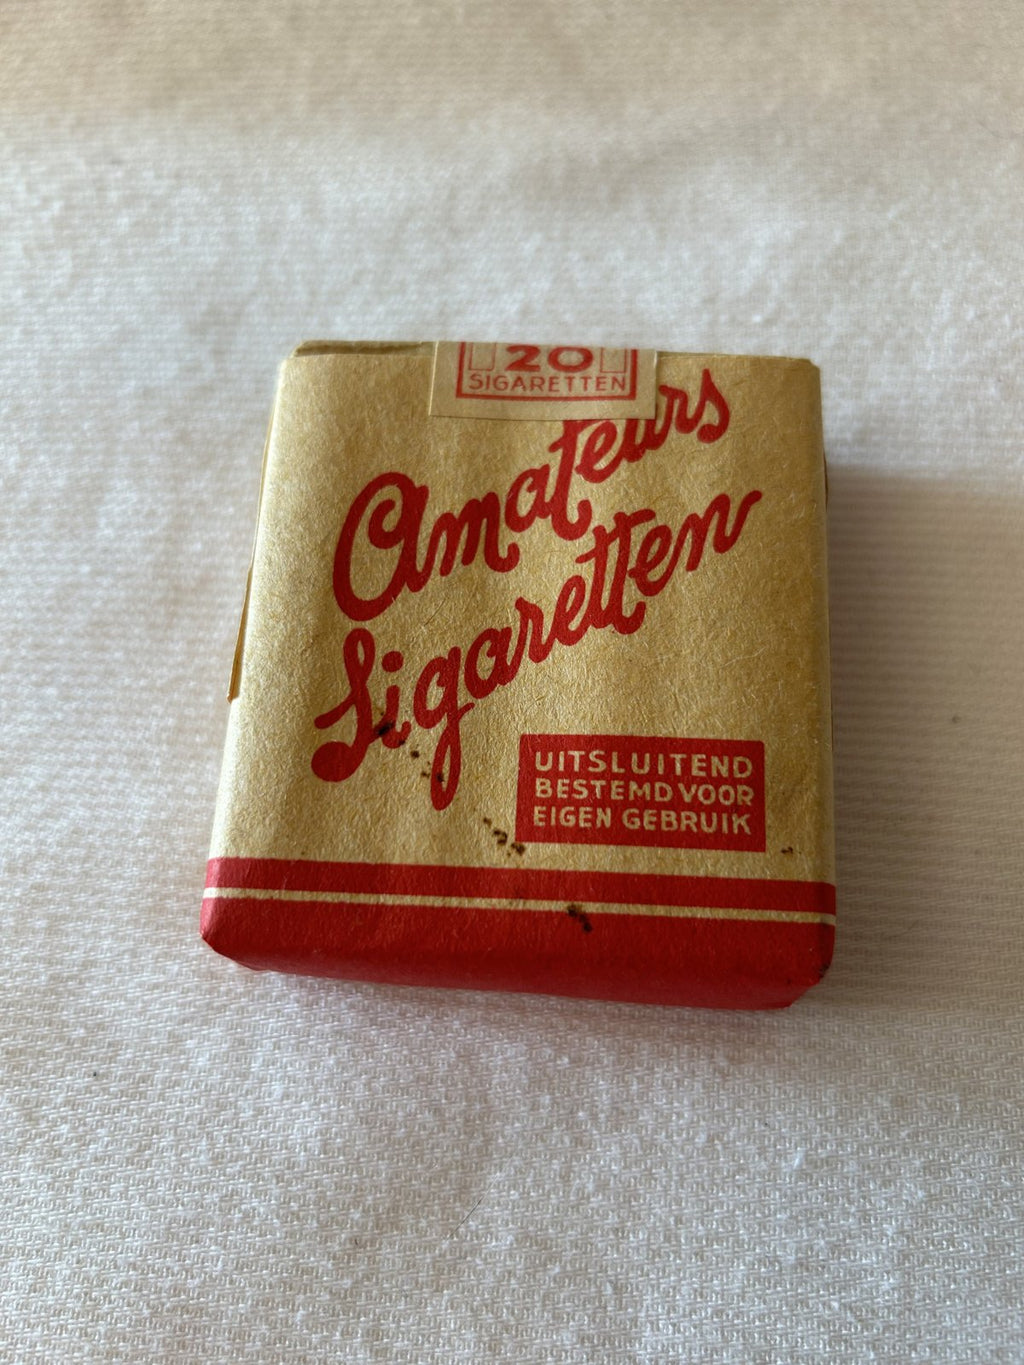 20
SIGARETTEN
Amateurs
Sigaretten
UITSLUITEND
BESTEMD VOOR
EIGEN GEBRUIK